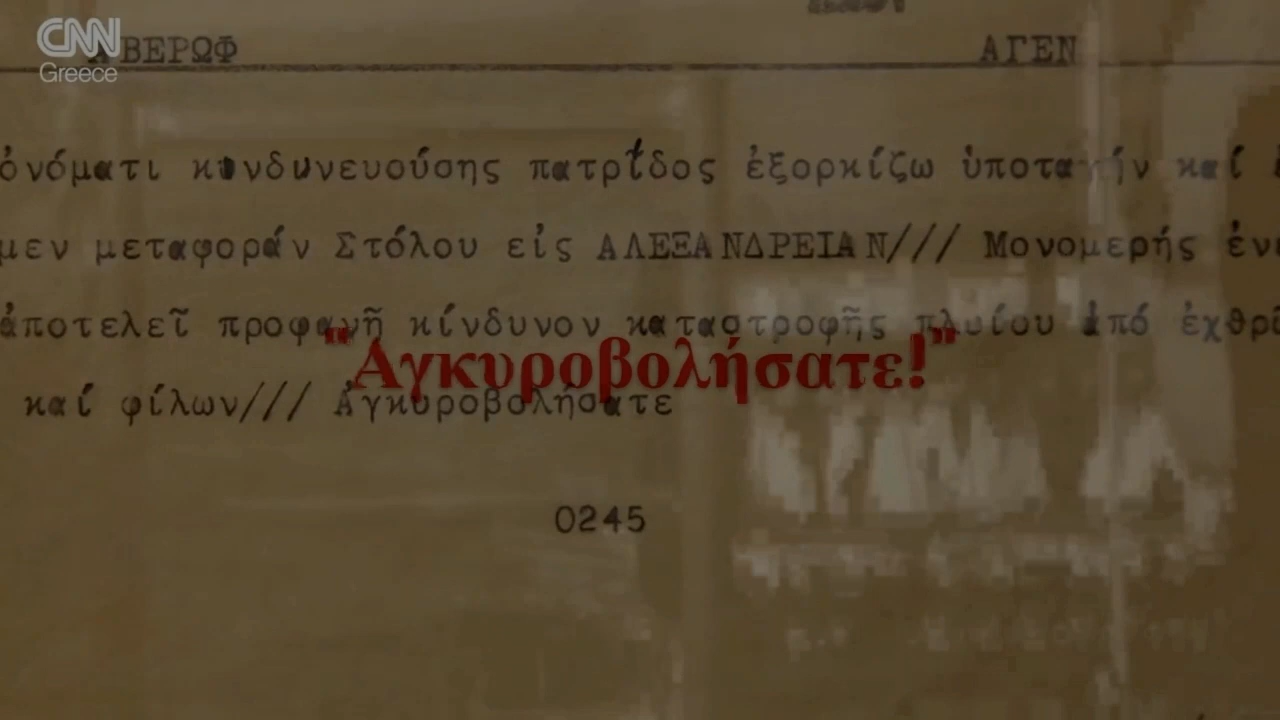 CNN
Greece
ΑΒΕΡΩΦ ΑΓΕΝ
ὀνόματι κινδυνευούσης πατρίδος ἐξορκίζω ὑποταγήν καί
μεν μεταφοράν Στόλου εἰς ΑΛΕΞΑΝΔΡΕΙΑΝ/// Μονομερής
ἀποτελεῖ προφανῆ κίνδυνον καταστροφῆς πλοίου ἀπό
"Αγκυροβολήσατε!"
καί φίλων/// Ἀγκυροβολήσατε
0245